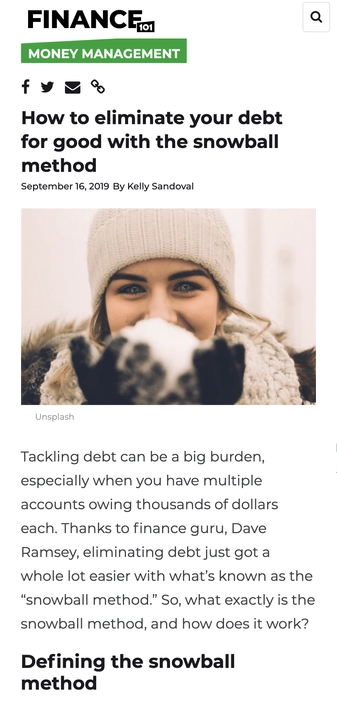 FINANCE 101
MONEY MANAGEMENT
How to eliminate your debt
for good with the snowball
method
September 16, 2019 By Kelly Sandoval
Unsplash
Tackling debt can be a big burden,
especially when you have multiple
accounts owing thousands of dollars
each. Thanks to finance guru, Dave
Ramsey, eliminating debt just got a
whole lot easier with what’s known as the
“snowball method.” So, what exactly is the
snowball method, and how does it work?
Defining the snowball
method